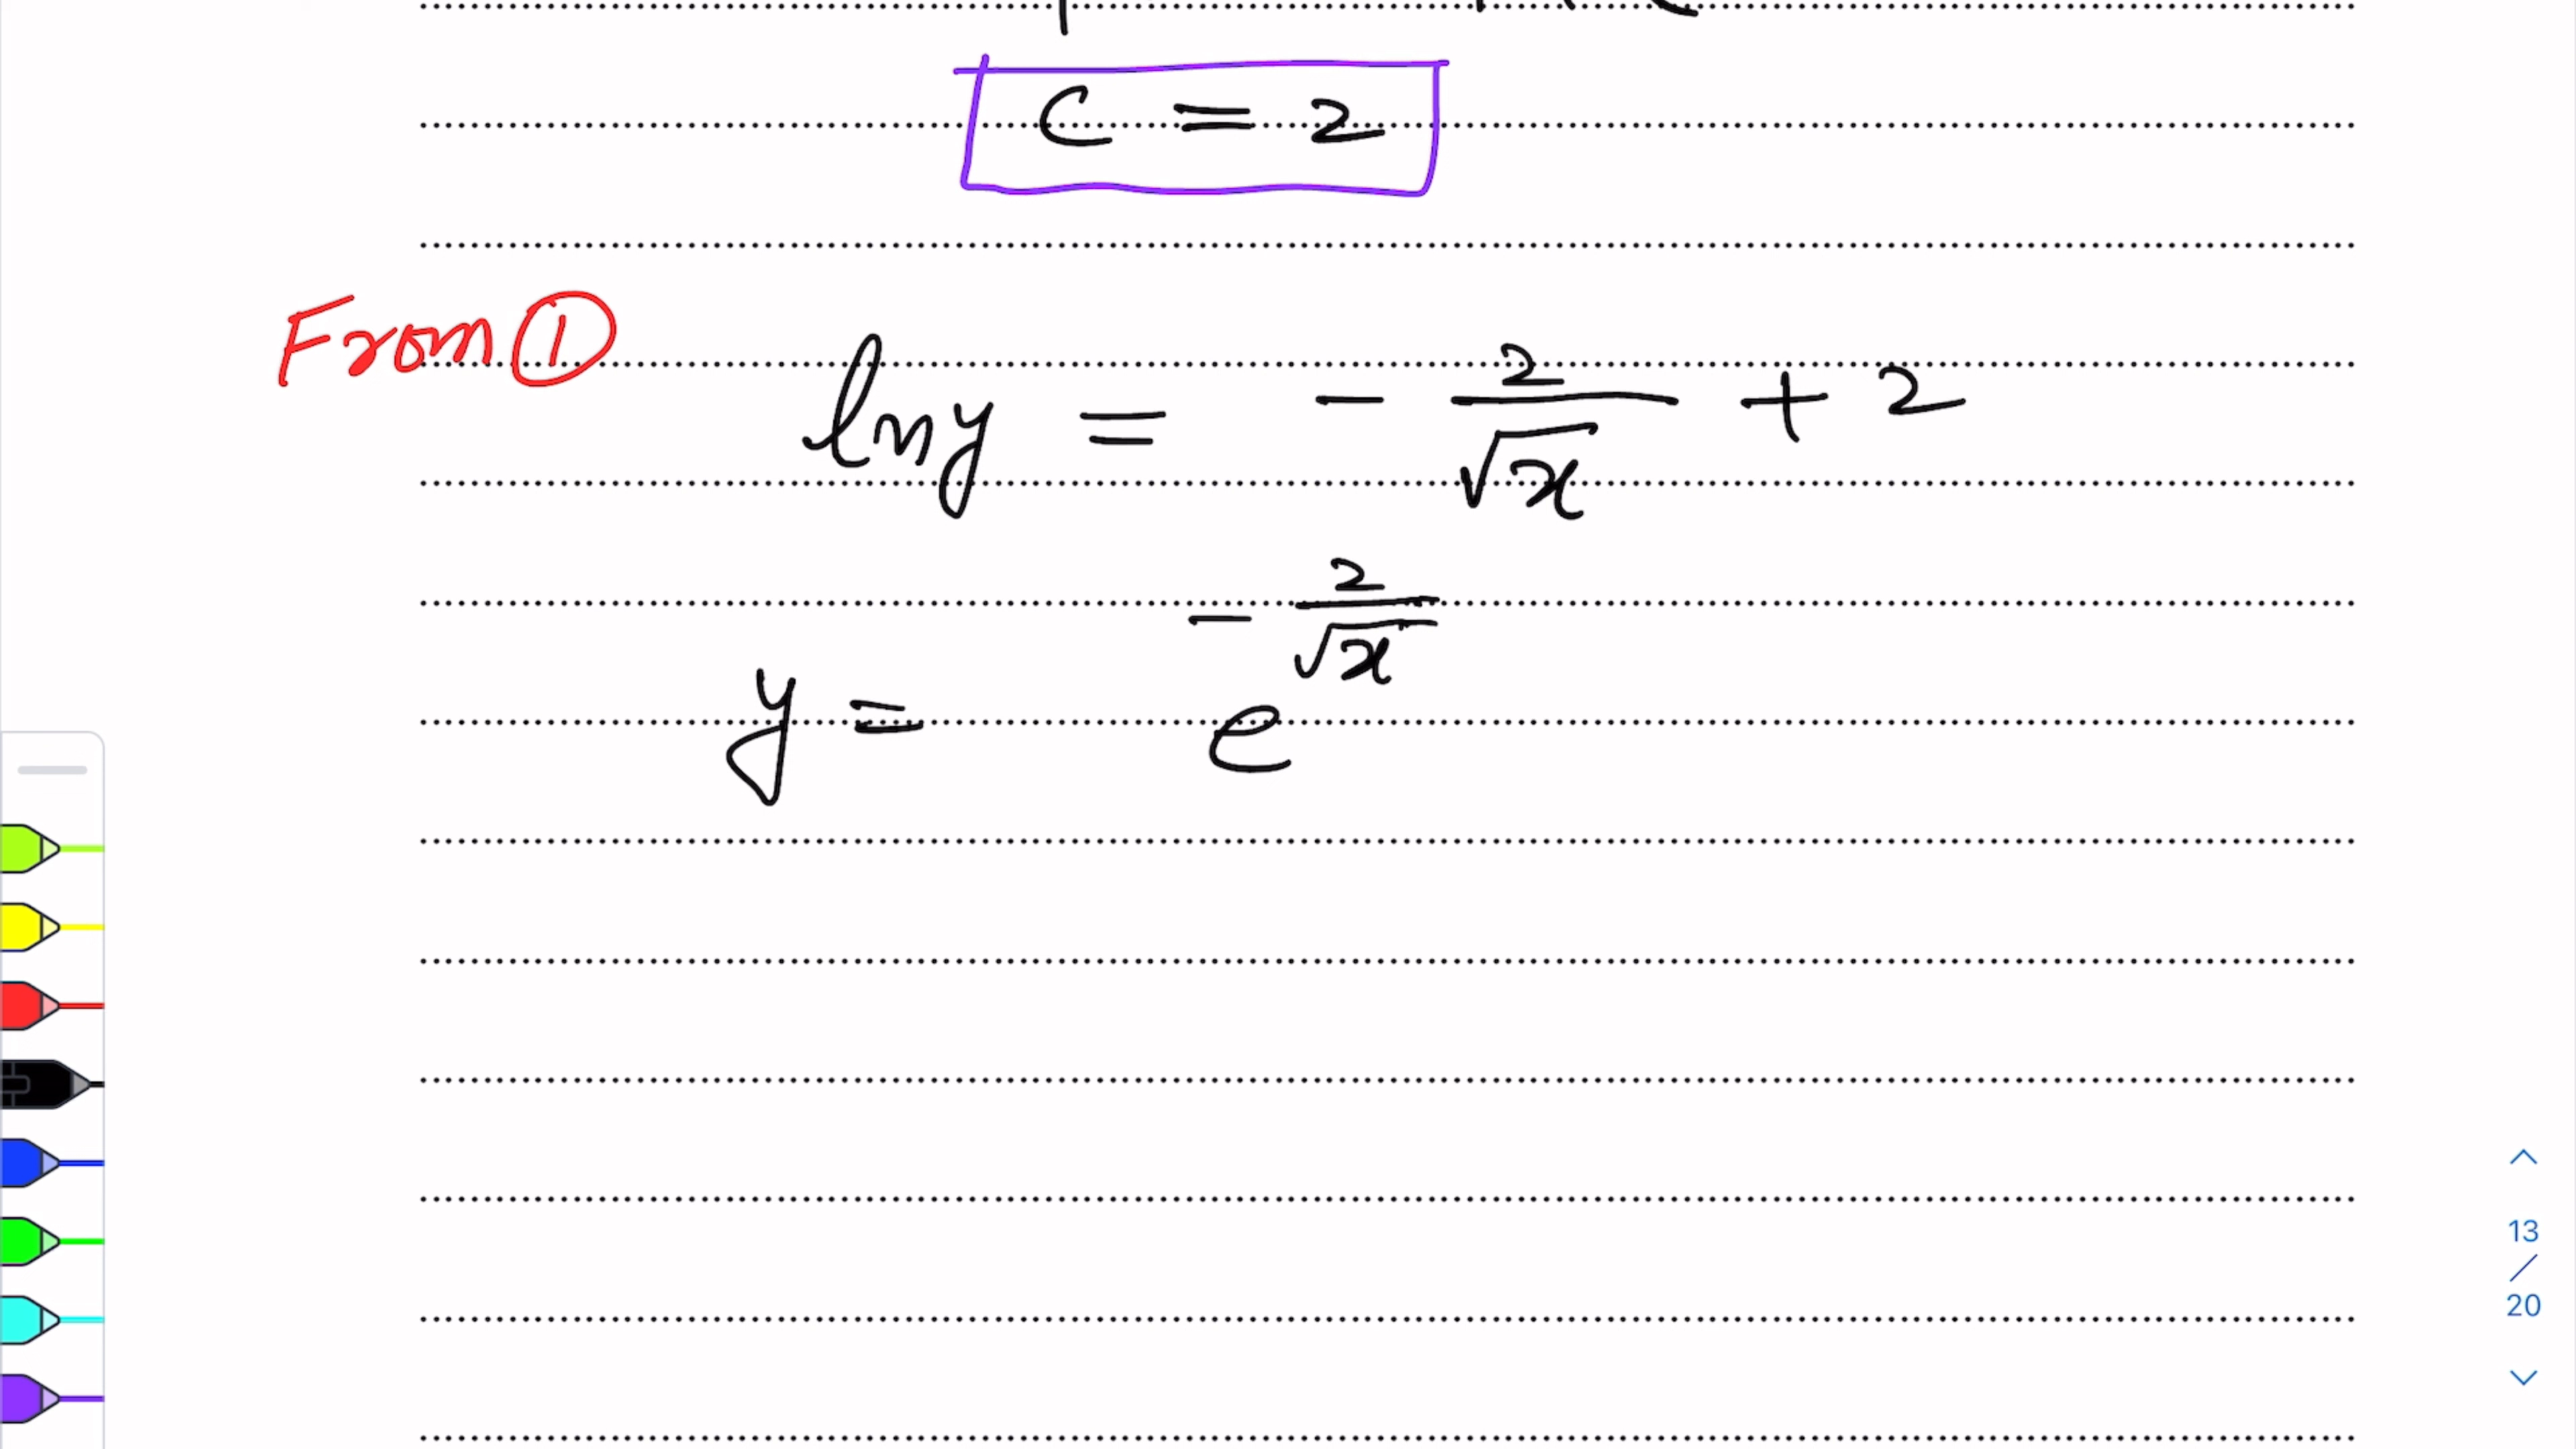 C = 2
From ①
ln y = - 2/√x + 2
y = e^(- 2/√x)
13
/
20